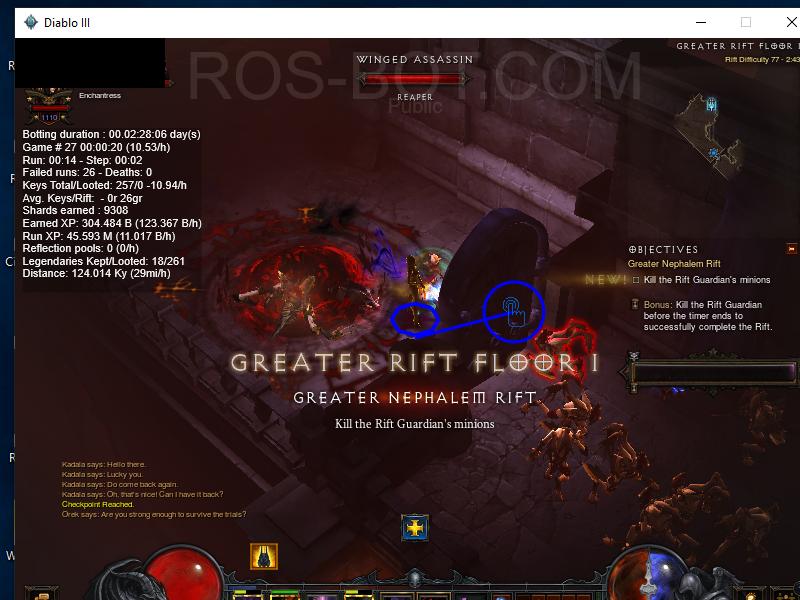 Diablo III
ROS-BOT.COM
Public
WINGED ASSASSIN
REAPER
GREATER RIFT FLOOR 1
Rift Difficulty 77 - 2:43
Enchantress
1110
Botting duration : 00.02:28:06 day(s)
Game # 27 00:00:20 (10.53/h)
Run: 00:14 - Step: 00:02
Failed runs: 26 - Deaths: 0
Keys Total/Looted: 257/0 -10.94/h
Avg. Keys/Rift: - 0r 26gr
Shards earned : 9308
Earned XP: 304.484 B (123.367 B/h)
Run XP: 45.593 M (11.017 B/h)
Reflection pools: 0 (0/h)
Legendaries Kept/Looted: 18/261
Distance: 124.014 Ky (29mi/h)
OBJECTIVES
Greater Nephalem Rift
NEW! Kill the Rift Guardian's minions
Bonus: Kill the Rift Guardian
before the timer ends to
successfully complete the Rift.
GREATER RIFT FLOOR 1
GREATER NEPHALEM RIFT
Kill the Rift Guardian's minions
Kadala says: Hello there.
Kadala says: Lucky you.
Kadala says: Do come back again.
Kadala says: Oh, that's nice! Can I have it back?
Checkpoint Reached.
Orek says: Are you strong enough to survive the trials?